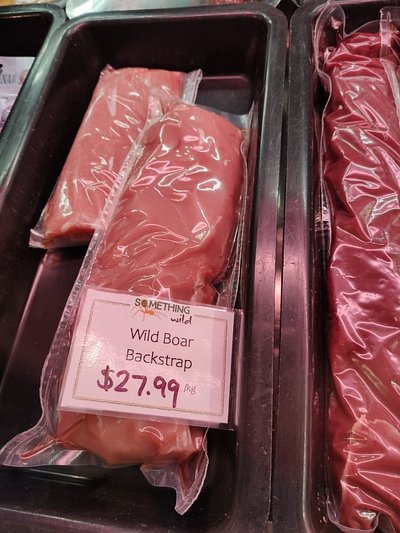 SOMETHING
wild
Wild Boar
Backstrap
$27.99 /kg